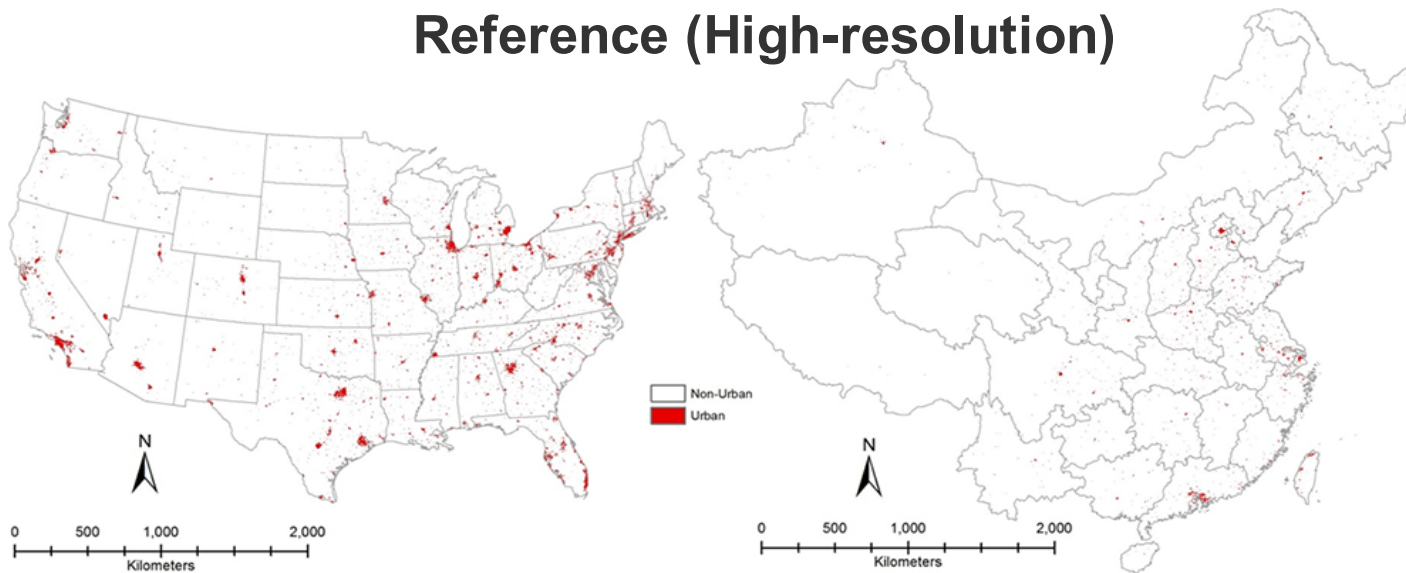 Reference (High-resolution)
Non-Urban
Urban
N
N
0 500 1,000 2,000
Kilometers
0 500 1,000 2,000
Kilometers